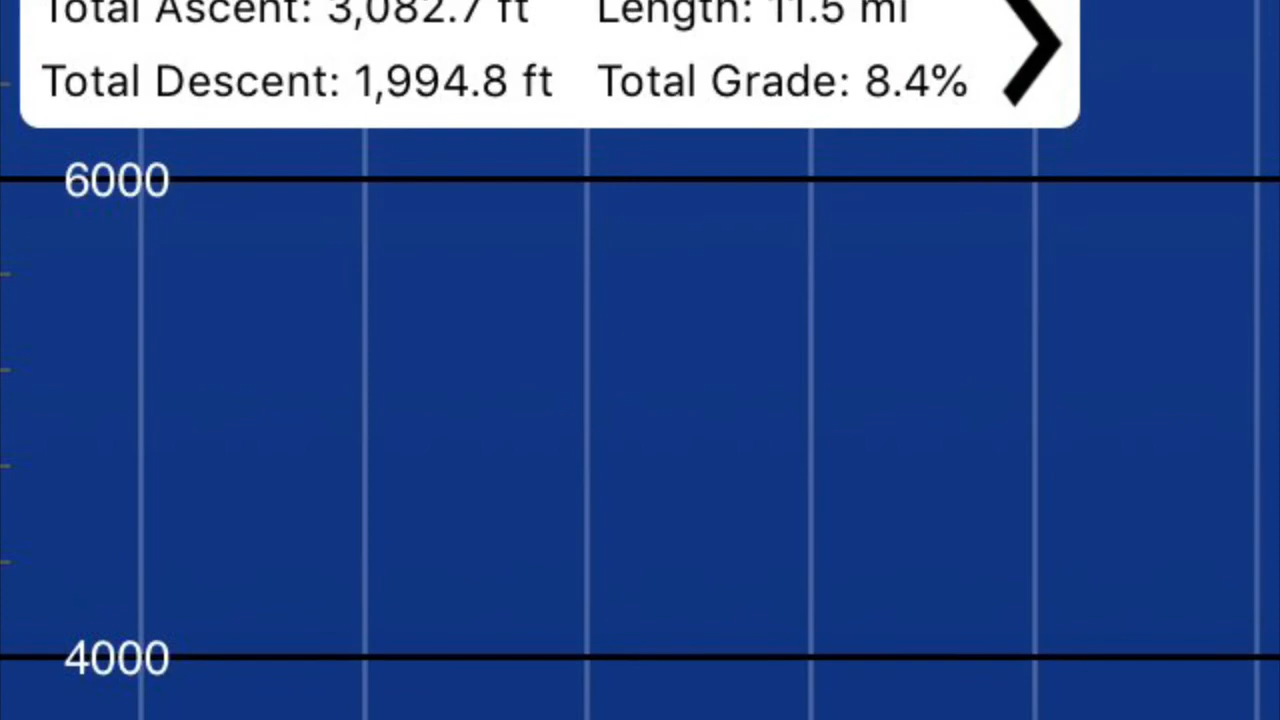 Total Ascent: 3,082.7 ft Length: 11.5 mi
Total Descent: 1,994.8 ft Total Grade: 8.4%
6000
4000